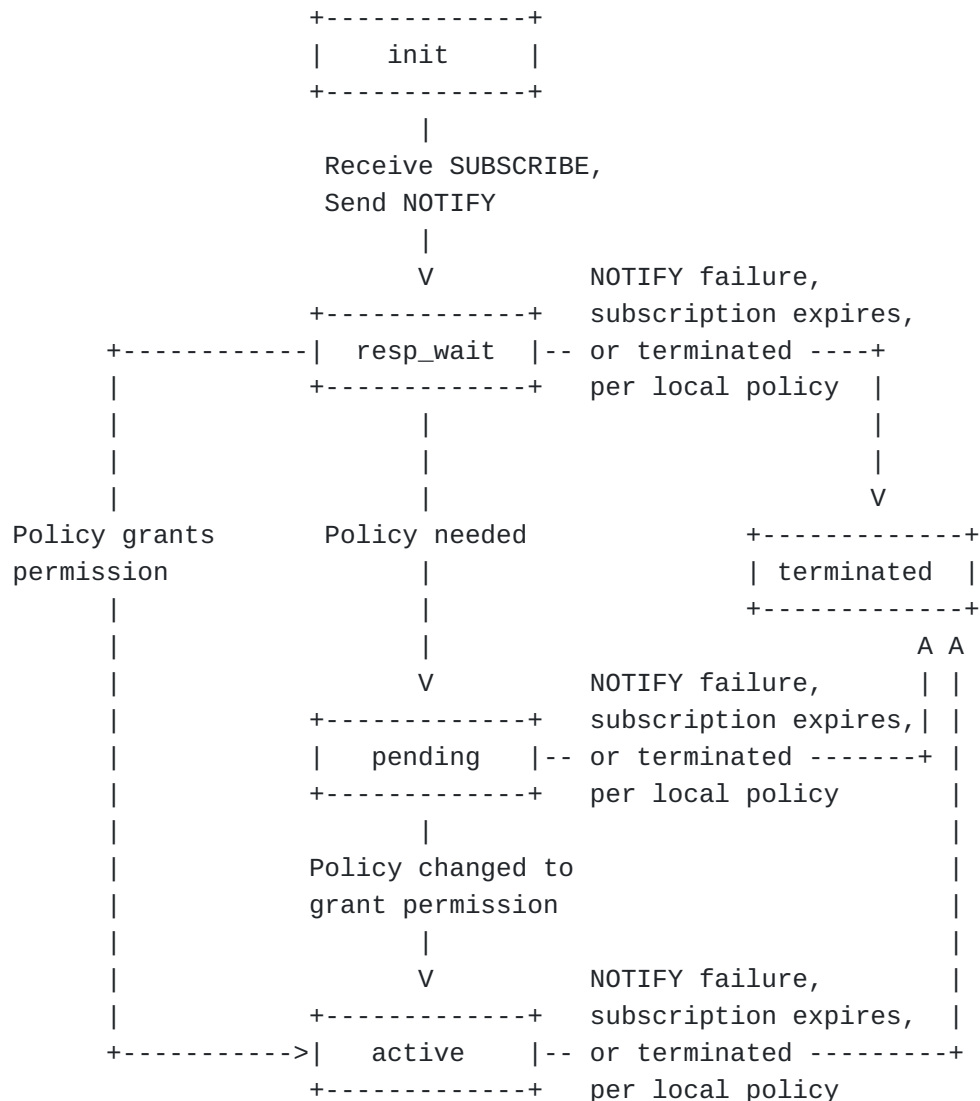 +-------------+
|    init     |
+-------------+
|
Receive SUBSCRIBE,
Send NOTIFY
|
V          NOTIFY failure,
+-------------+   subscription expires,
+------------|  resp_wait  |-- or terminated ----+
|            +-------------+   per local policy  |
|                   |                            |
|                   |                            |
|                   |                            V
Policy grants       Policy needed              +-------------+
permission                |                    | terminated  |
|                   |                    +-------------+
|                   |                               A A
|                   V          NOTIFY failure,      | |
|            +-------------+   subscription expires,| |
|            |   pending   |-- or terminated -------+ |
|            +-------------+   per local policy       |
|                   |                                 |
|            Policy changed to                        |
|            grant permission                         |
|                   |                                 |
|                   V          NOTIFY failure,        |
|            +-------------+   subscription expires,  |
+----------->|   active    |-- or terminated ---------+
+-------------+   per local policy